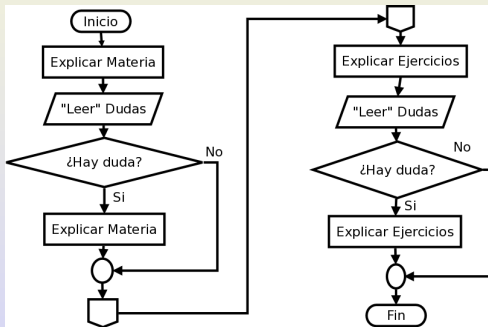 Inicio
Explicar Materia
"Leer" Dudas
¿Hay duda?
No
Si
Explicar Materia
Explicar Ejercicios
"Leer" Dudas
¿Hay duda?
No
Si
Explicar Ejercicios
Fin